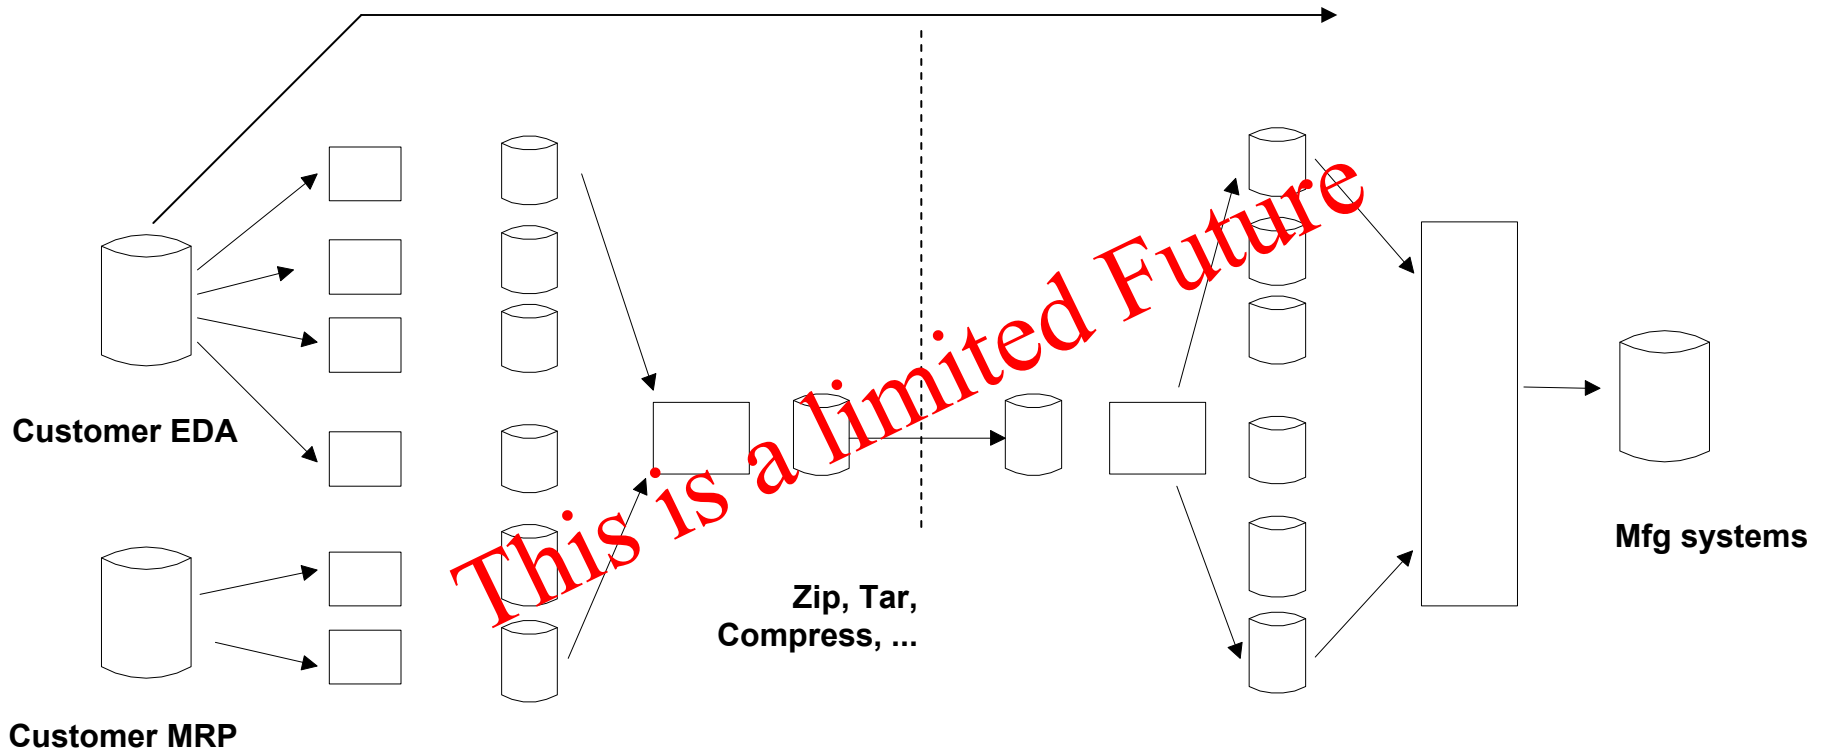 This is a limited Future
Customer EDA
Mfg systems
Zip, Tar,
Compress, ...
Customer MRP